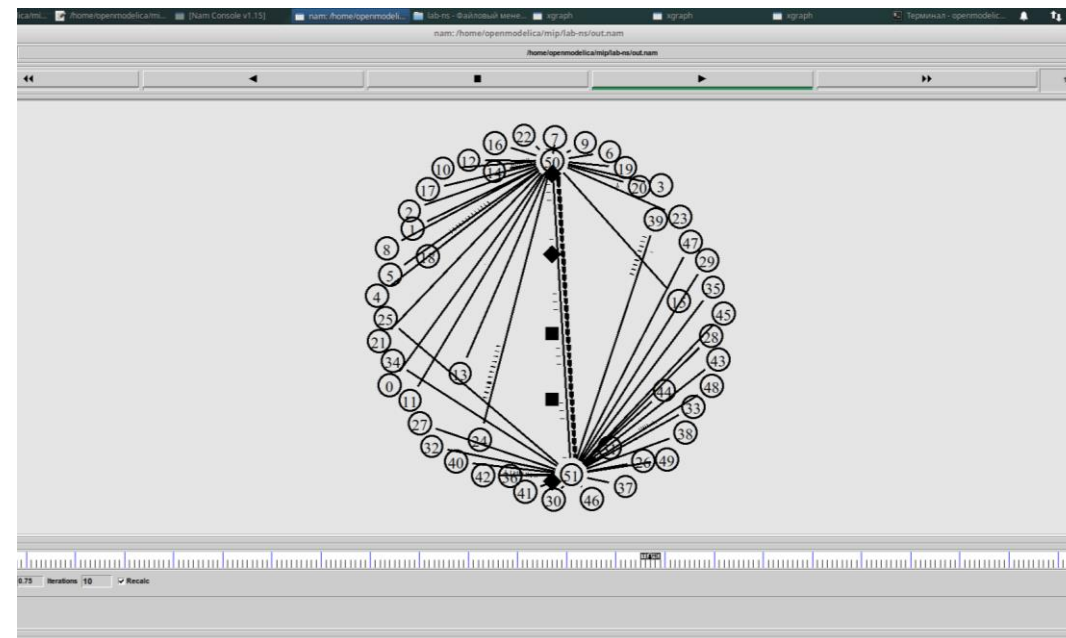 ica/mi... /home/openmodelica/mi... [Nam Console v1.15] nam: /home/openmodeli... lab-ns - Файловый мене... xgraph xgraph xgraph Терминал - openmodelic...
nam: /home/openmodelica/mip/lab-ns/out.nam
/home/openmodelica/mip/lab-ns/out.nam
22 7 9
16 6
12 50
10 14 19
17 20 3
2 39 23
1
8 47
18 29
5
4 15 35
25 45
21 28
34 43
13
0 44 48
11 33
27 38
32 24
40 26 49
42 36 51
41 37
30 46
0.75 Iterations 10 Recalc